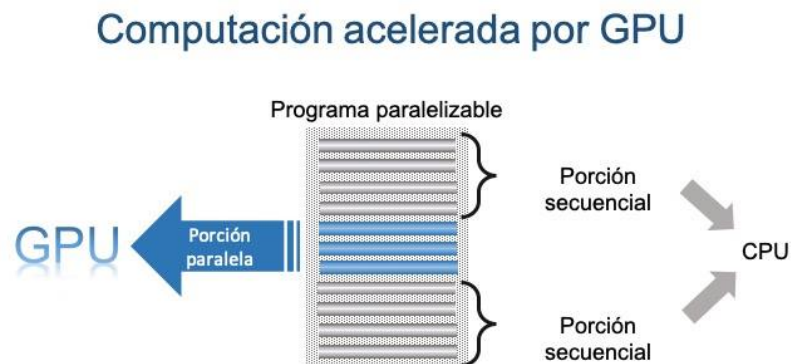 Computación acelerada por GPU
Programa paralelizable
Porción
secuencial
GPU
Porción
paralela
CPU
Porción
secuencial